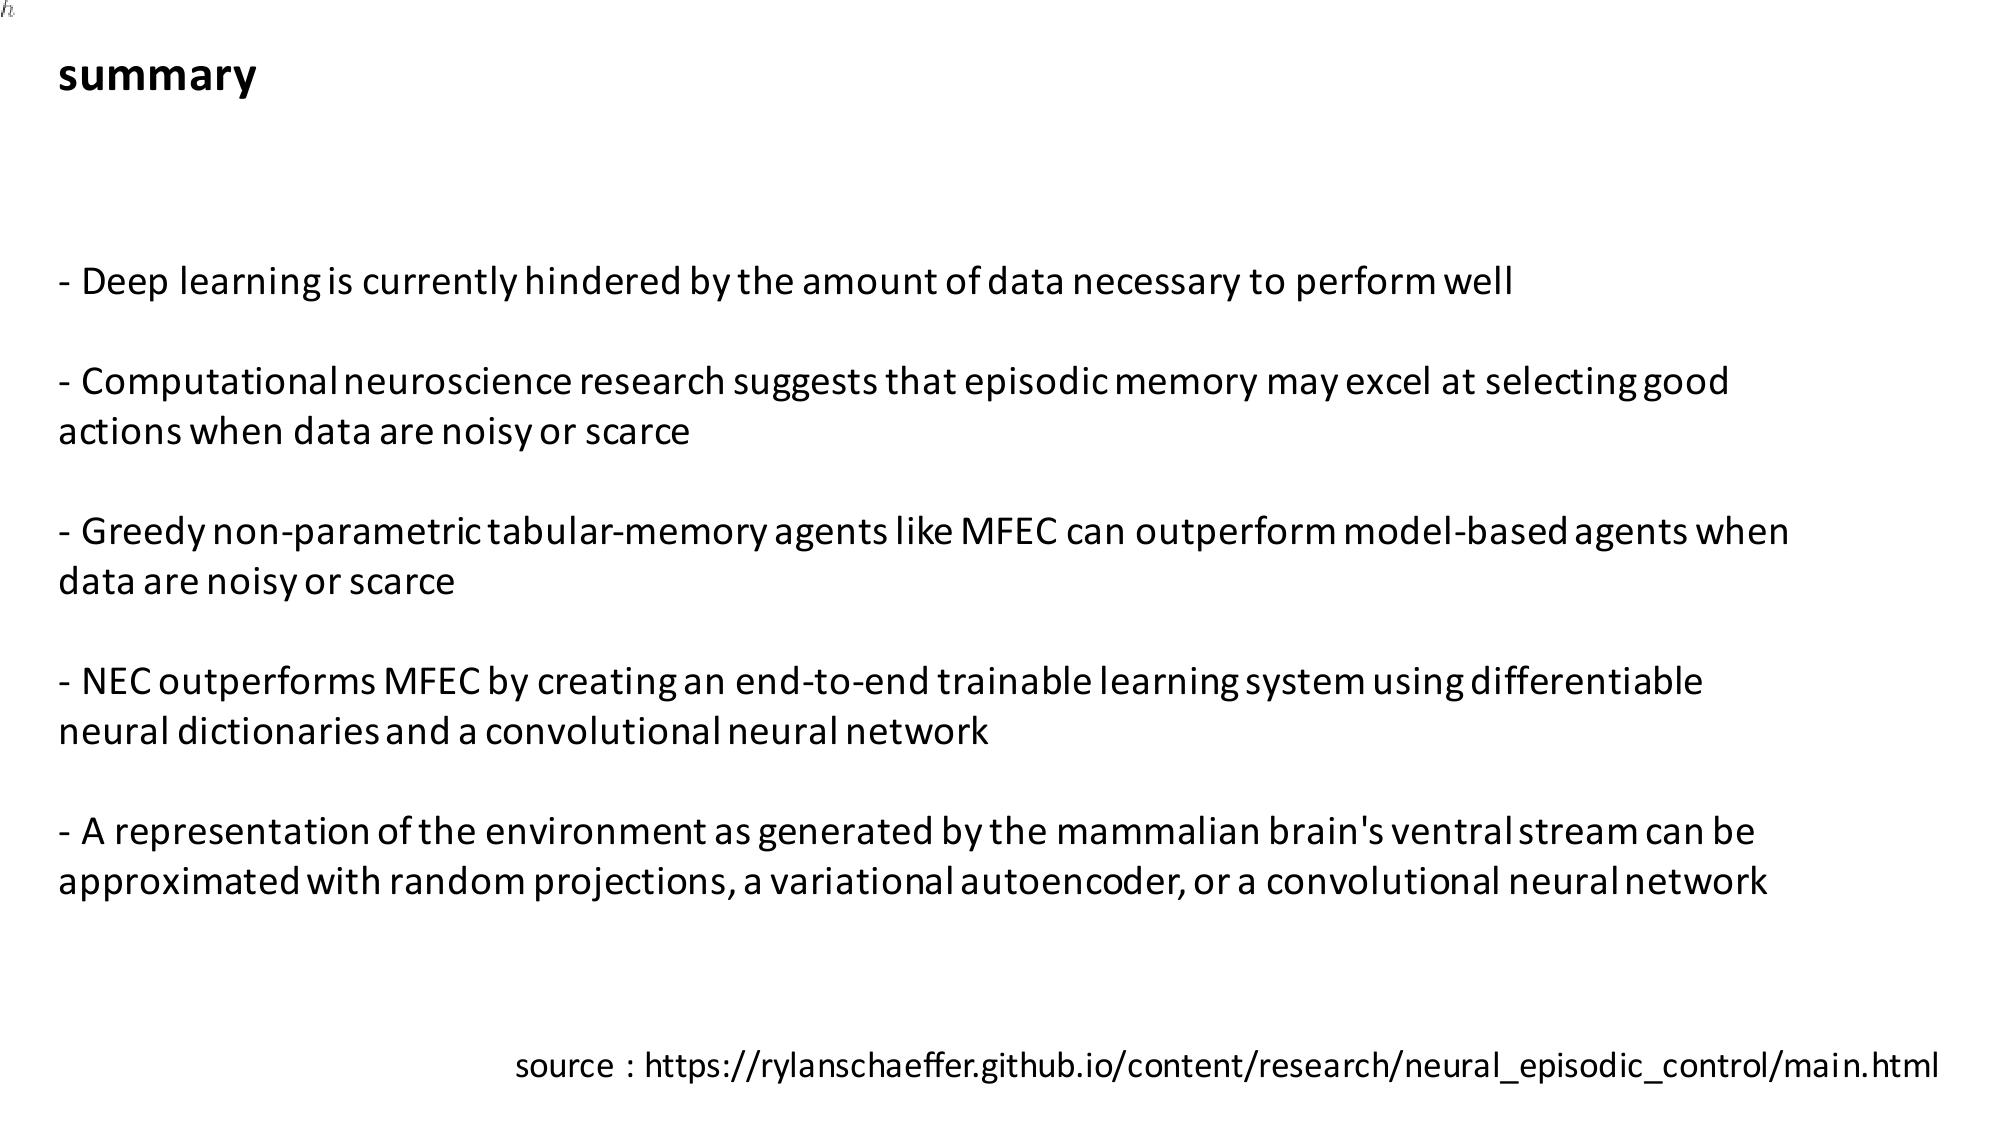 h
summary
- Deep learning is currently hindered by the amount of data necessary to perform well
- Computational neuroscience research suggests that episodic memory may excel at selecting good
actions when data are noisy or scarce
- Greedy non-parametric tabular-memory agents like MFEC can outperform model-based agents when
data are noisy or scarce
- NEC outperforms MFEC by creating an end-to-end trainable learning system using differentiable
neural dictionaries and a convolutional neural network
- A representation of the environment as generated by the mammalian brain's ventral stream can be
approximated with random projections, a variational autoencoder, or a convolutional neural network
source : https://rylanschaeffer.github.io/content/research/neural_episodic_control/main.html